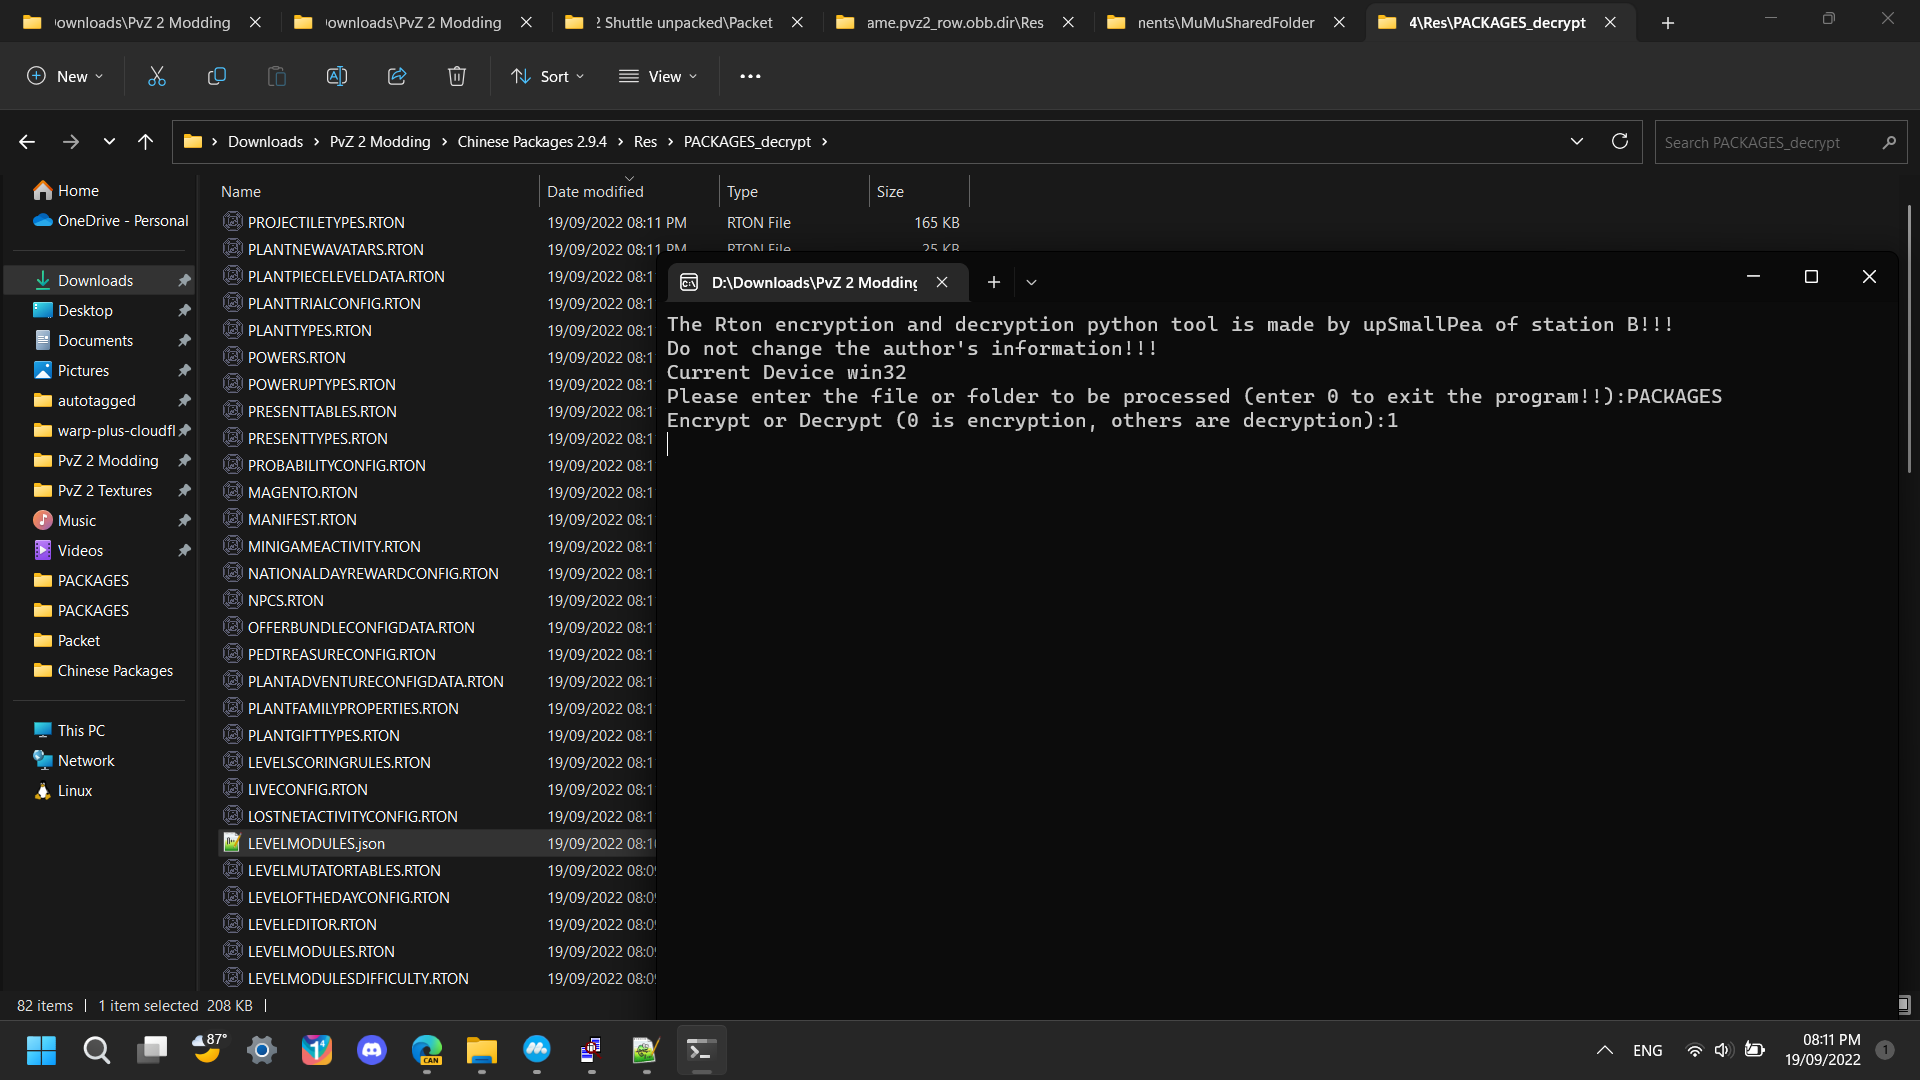 ownloads\PvZ 2 Modding
ownloads\PvZ 2 Modding
2 Shuttle unpacked\Packet
ame.pvz2_row.obb.dir\Res
nents\MuMuSharedFolder
4\Res\PACKAGES_decrypt
New
Sort
View
Downloads
PvZ 2 Modding
Chinese Packages 2.9.4
Res
PACKAGES_decrypt
Search PACKAGES_decrypt
Home
OneDrive - Personal
Downloads
Desktop
Documents
Pictures
autotagged
warp-plus-cloudfl
PvZ 2 Modding
PvZ 2 Textures
Music
Videos
PACKAGES
PACKAGES
Packet
Chinese Packages
This PC
Network
Linux
Name Date modified Type Size
PROJECTILETYPES.RTON 19/09/2022 08:11 PM RTON File 165 KB
PLANTNEWAVATARS.RTON 19/09/2022 08:11 PM RTON File 25 KB
PLANTPIECELEVELDATA.RTON 19/09/2022 08:1
PLANTTRIALCONFIG.RTON 19/09/2022 08:1
PLANTTYPES.RTON 19/09/2022 08:1
POWERS.RTON 19/09/2022 08:1
POWERUPTYPES.RTON 19/09/2022 08:1
PRESENTTABLES.RTON 19/09/2022 08:1
PRESENTTYPES.RTON 19/09/2022 08:1
PROBABILITYCONFIG.RTON 19/09/2022 08:1
MAGENTO.RTON 19/09/2022 08:1
MANIFEST.RTON 19/09/2022 08:1
MINIGAMEACTIVITY.RTON 19/09/2022 08:1
NATIONALDAYREWARDCONFIG.RTON 19/09/2022 08:1
NPCS.RTON 19/09/2022 08:1
OFFERBUNDLECONFIGDATA.RTON 19/09/2022 08:1
PEDTREASURECONFIG.RTON 19/09/2022 08:1
PLANTADVENTURECONFIGDATA.RTON 19/09/2022 08:1
PLANTFAMILYPROPERTIES.RTON 19/09/2022 08:1
PLANTGIFTTYPES.RTON 19/09/2022 08:1
LEVELSCORINGRULES.RTON 19/09/2022 08:1
LIVECONFIG.RTON 19/09/2022 08:1
LOSTNETACTIVITYCONFIG.RTON 19/09/2022 08:1
LEVELMODULES.json 19/09/2022 08:10
LEVELMUTATORTABLES.RTON 19/09/2022 08:09
LEVELOFTHEDAYCONFIG.RTON 19/09/2022 08:09
LEVELEDITOR.RTON 19/09/2022 08:09
LEVELMODULES.RTON 19/09/2022 08:09
LEVELMODULESDIFFICULTY.RTON 19/09/2022 08:09
D:\Downloads\PvZ 2 Modding
The Rton encryption and decryption python tool is made by upSmallPea of station B!!!
Do not change the author's information!!!
Current Device win32
Please enter the file or folder to be processed (enter 0 to exit the program!!):PACKAGES
Encrypt or Decrypt (0 is encryption, others are decryption):1
82 items 1 item selected 208 KB
87°
CAN
ENG
08:11 PM
19/09/2022
1